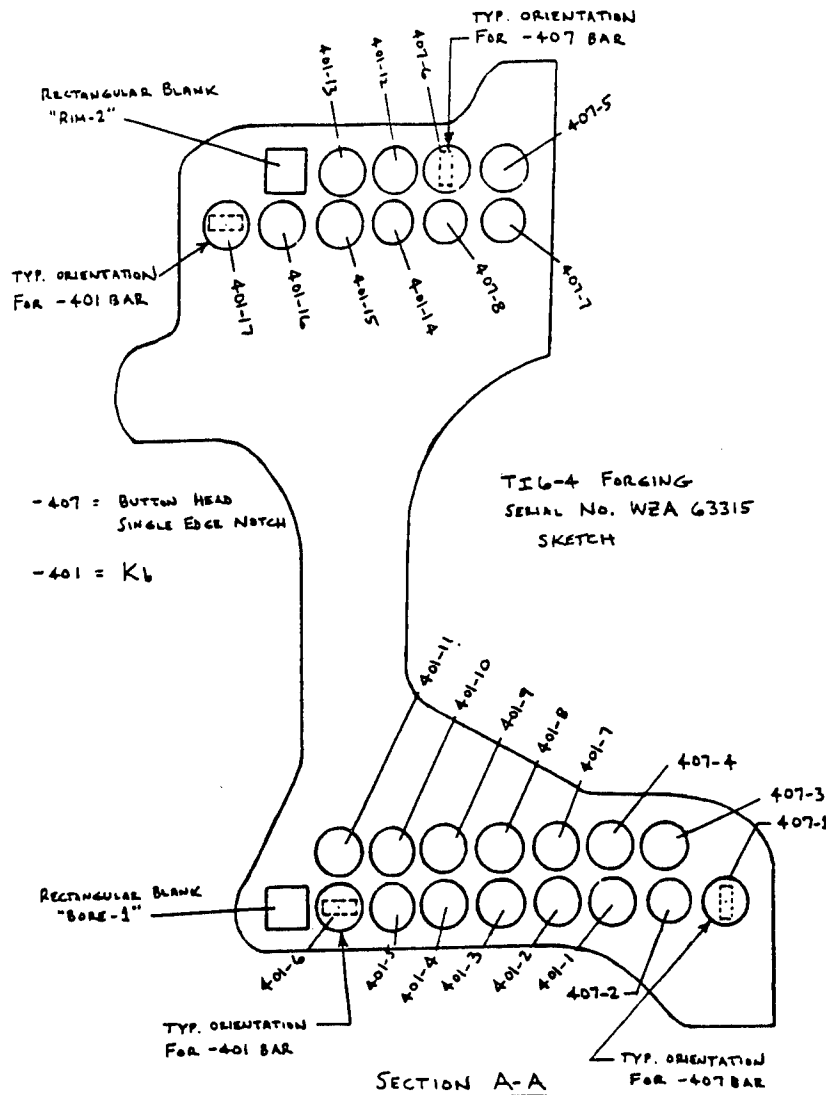 TYP. ORIENTATION
FOR -407 BAR
401-13
401-12
407-6
RECTANGULAR BLANK
"RIM-2"
407-5
TYP. ORIENTATION
FOR -401 BAR
401-17
401-16
401-15
401-14
407-8
407-7
-407 = BUTTON HEAD
SINGLE EDGE NOTCH
-401 = Kb
TI6-4 FORGING
SERIAL NO. WZA 63315
SKETCH
401-11
401-10
401-9
401-8
401-7
407-4
407-3
407-1
RECTANGULAR BLANK
"BORE-1"
401-6
401-5
401-4
401-3
401-2
401-1
407-2
TYP. ORIENTATION
FOR -401 BAR
TYP. ORIENTATION
FOR -407 BAR
SECTION A-A